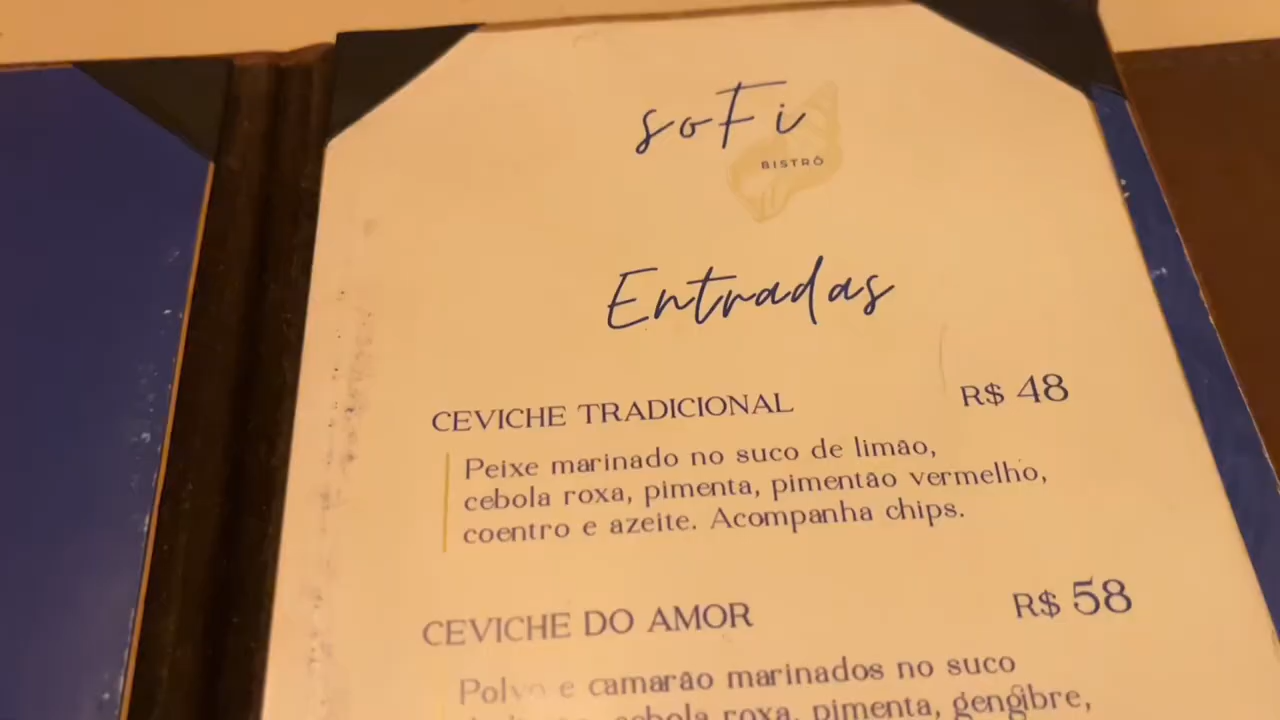 soFi
BISTRÔ
Entradas
CEVICHE TRADICIONAL R$ 48
Peixe marinado no suco de limão,
cebola roxa, pimenta, pimentão vermelho,
coentro e azeite. Acompanha chips.
CEVICHE DO AMOR R$ 58
Polvo e camarão marinados no suco
cebola roxa, pimenta, gengibre,